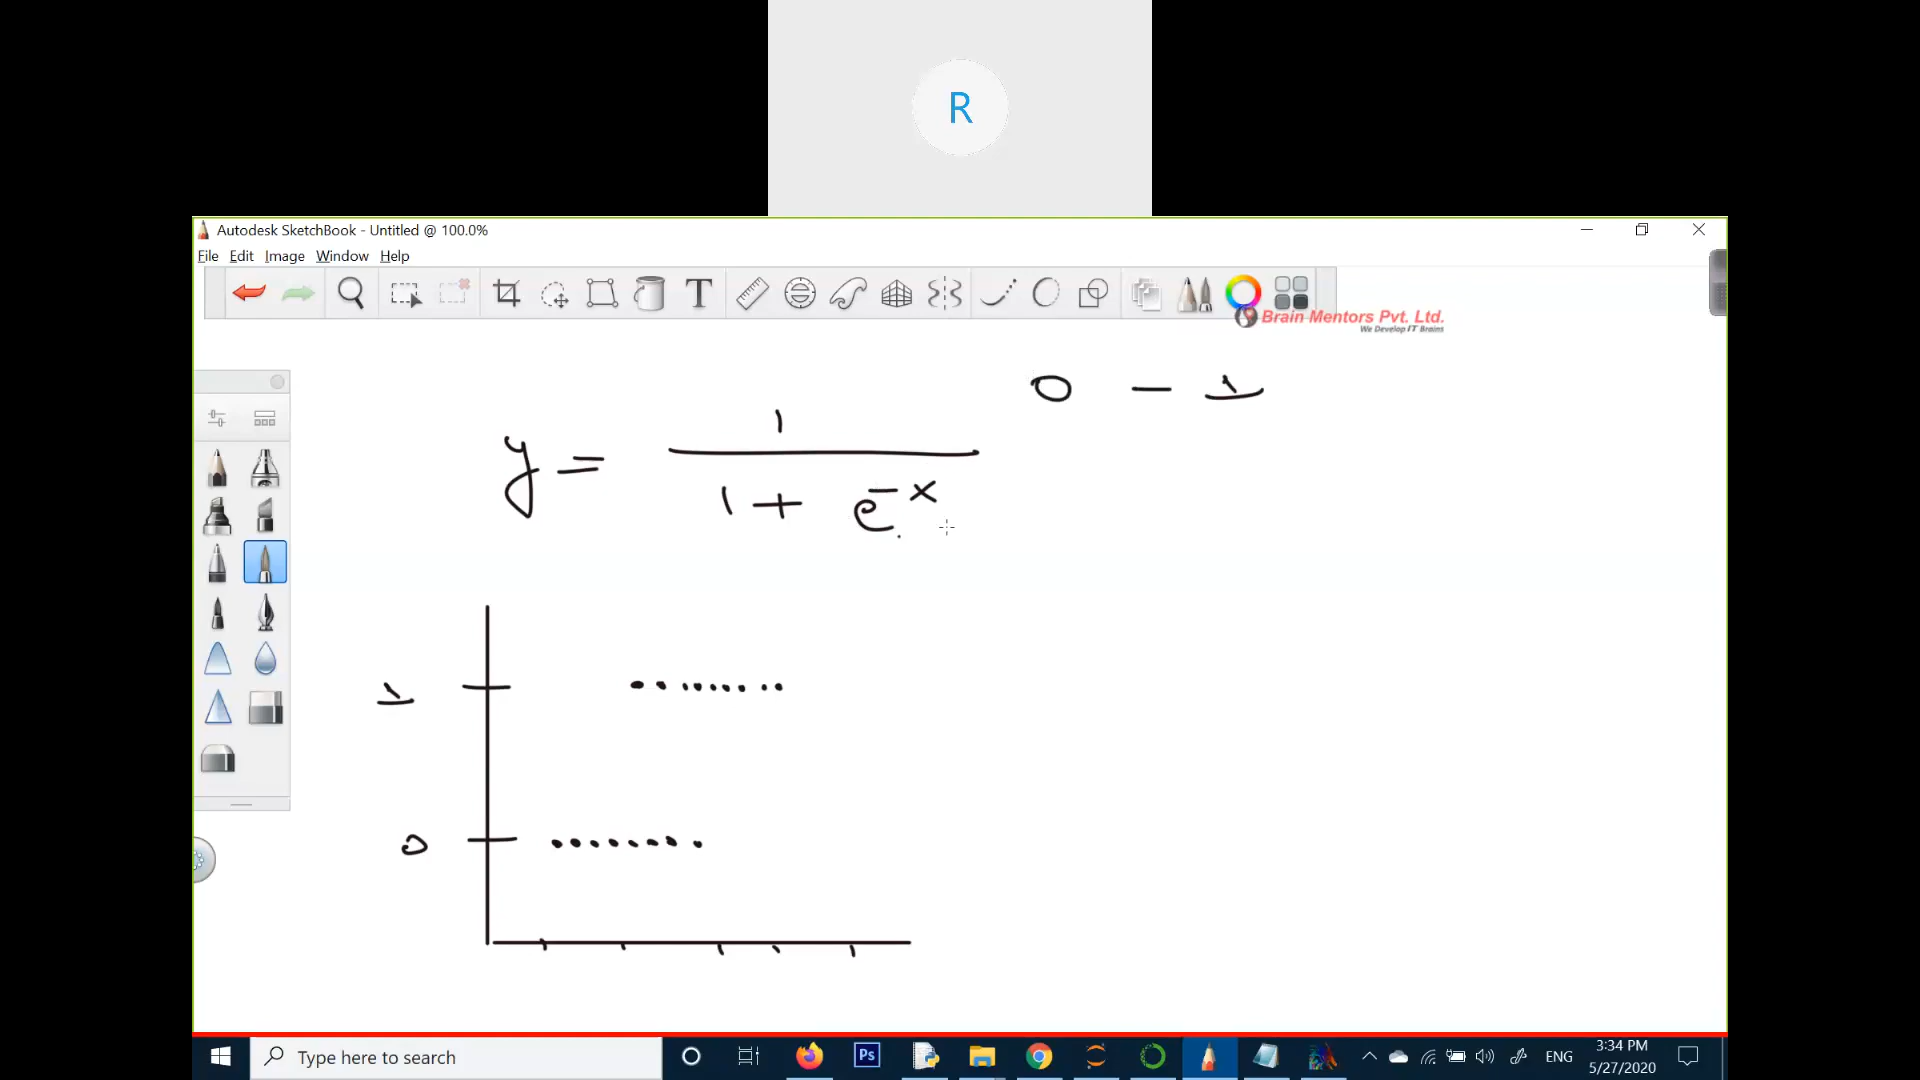 R
Autodesk SketchBook - Untitled @ 100.0%
File Edit Image Window Help
T
Brain Mentors Pvt. Ltd.
We Develop IT Brains
0 - 1
1
y =
1 + e^-x
1
0
Type here to search
Ps
ENG
3:34 PM
5/27/2020